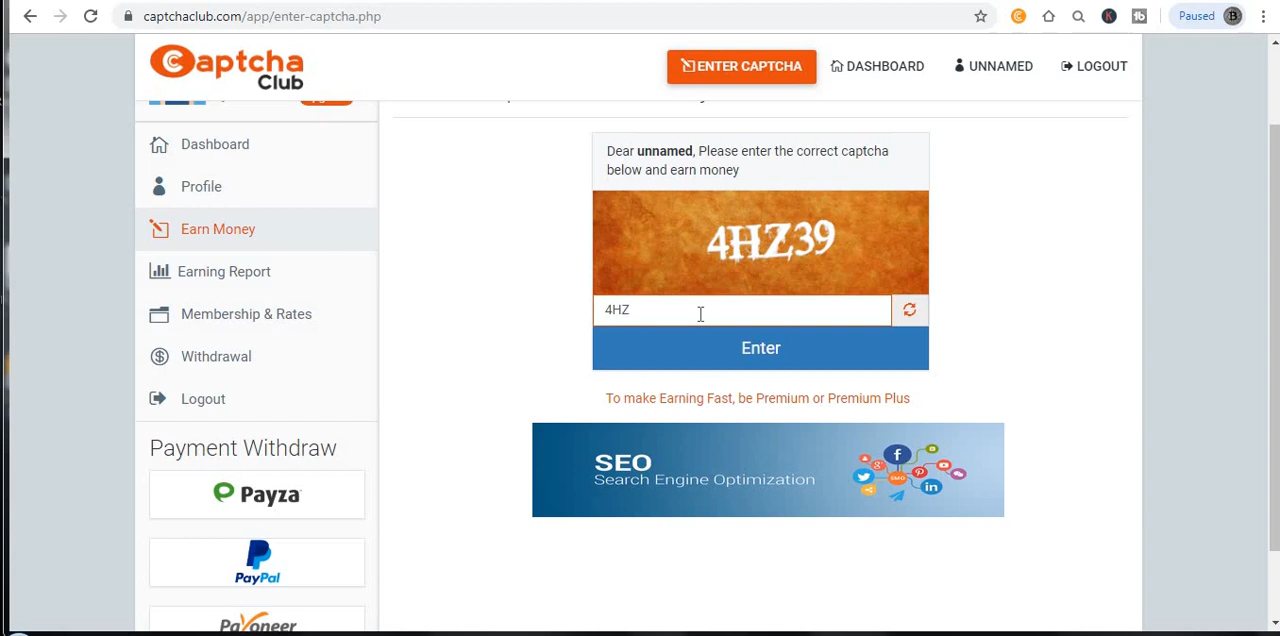 captchaclub.com/app/enter-captcha.php
Paused
Captcha
Club
ENTER CAPTCHA
DASHBOARD
UNNAMED
LOGOUT
Dashboard
Profile
Earn Money
Earning Report
Membership & Rates
Withdrawal
Logout
Payment Withdraw
Payza
PayPal
Payoneer
Dear unnamed, Please enter the correct captcha
below and earn money
4HZ39
4HZ
Enter
To make Earning Fast, be Premium or Premium Plus
SEO
Search Engine Optimization
SMO